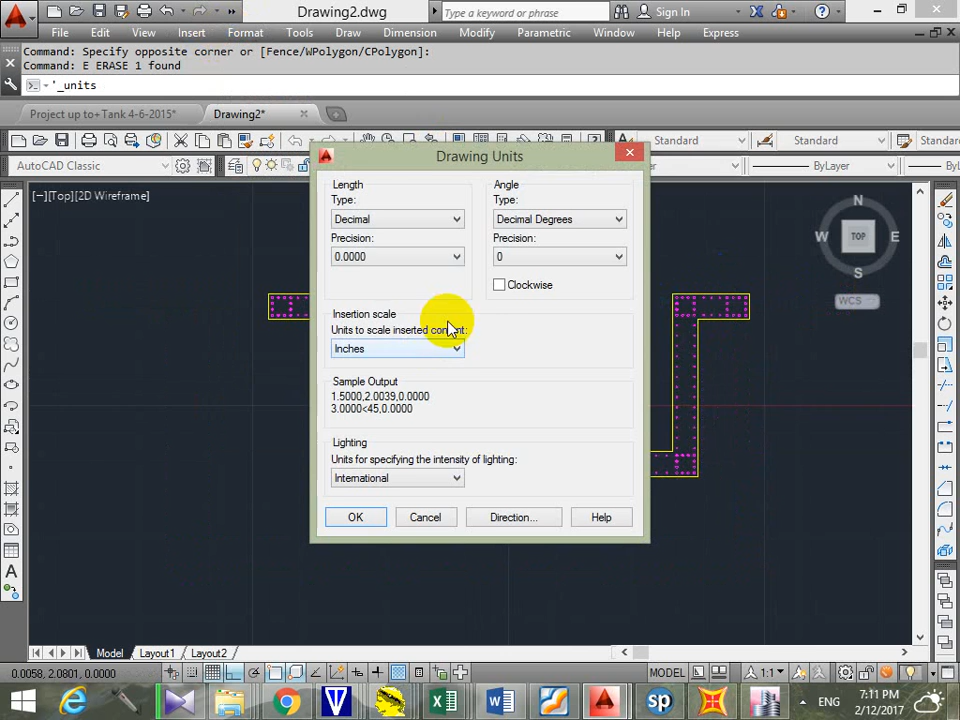 Drawing2.dwg
Type a keyword or phrase
Sign In
File Edit View Insert Format Tools Draw Dimension Modify Parametric Window Help Express
Command: Specify opposite corner or [Fence/WPolygon/CPolygon]:
Command: E ERASE 1 found
'_units
Project up to+ Tank 4-6-2015*
Drawing2*
Standard
Standard
Standard
AutoCAD Classic
ByLayer
ByLayer
[−][Top][2D Wireframe]
Drawing Units
Length
Type:
Decimal
Precision:
0.0000
Angle
Type:
Decimal Degrees
Precision:
0
Clockwise
Insertion scale
Units to scale inserted content:
Inches
Sample Output
1.5000,2.0039,0.0000
3.0000<45,0.0000
Lighting
Units for specifying the intensity of lighting:
International
OK
Cancel
Direction...
Help
N
W
TOP
E
S
WCS
A
Model
Layout1
Layout2
0.0058, 2.0801, 0.0000
MODEL
1:1
ENG
7:11 PM
2/12/2017